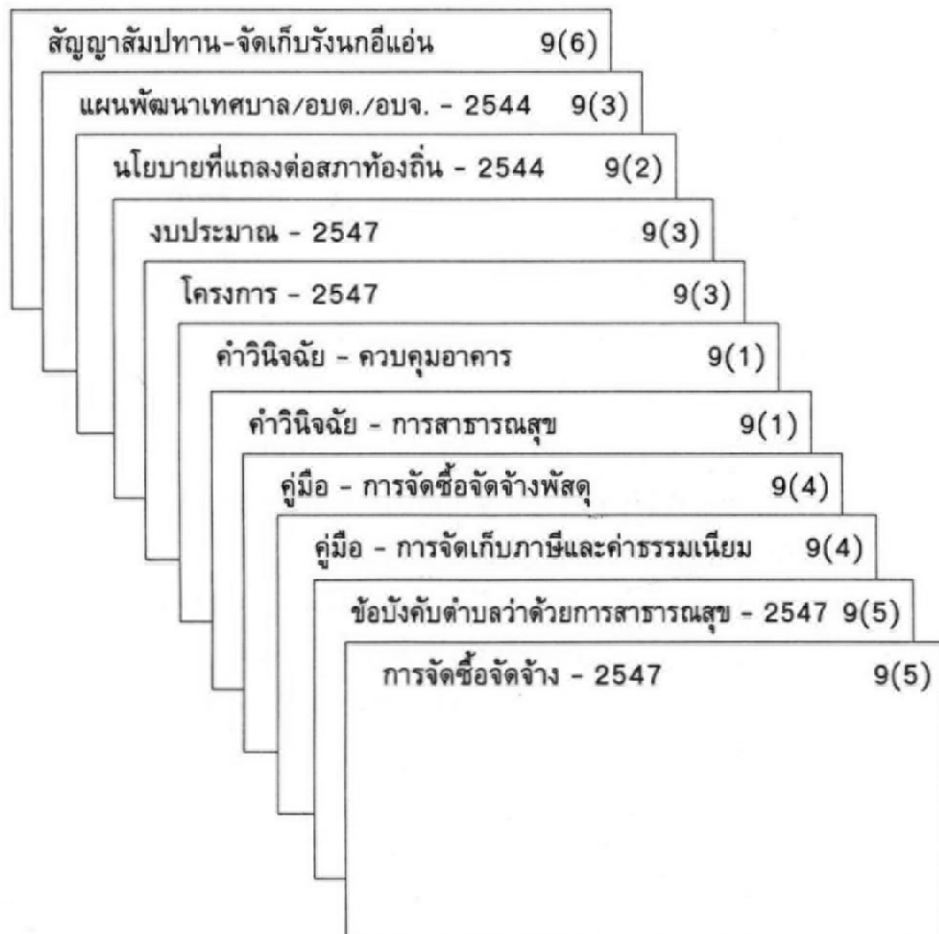 สัญญาสัมปทาน-จัดเก็บรังนกอีแอ่น 9(6)
แผนพัฒนาเทศบาล/อบต./อบจ. - 2544 9(3)
นโยบายที่แถลงต่อสภาท้องถิ่น - 2544 9(2)
งบประมาณ - 2547 9(3)
โครงการ - 2547 9(3)
คำวินิจฉัย - ควบคุมอาคาร 9(1)
คำวินิจฉัย - การสาธารณสุข 9(1)
คู่มือ - การจัดซื้อจัดจ้างพัสดุ 9(4)
คู่มือ - การจัดเก็บภาษีและค่าธรรมเนียม 9(4)
ข้อบังคับตำบลว่าด้วยการสาธารณสุข - 2547 9(5)
การจัดซื้อจัดจ้าง - 2547 9(5)